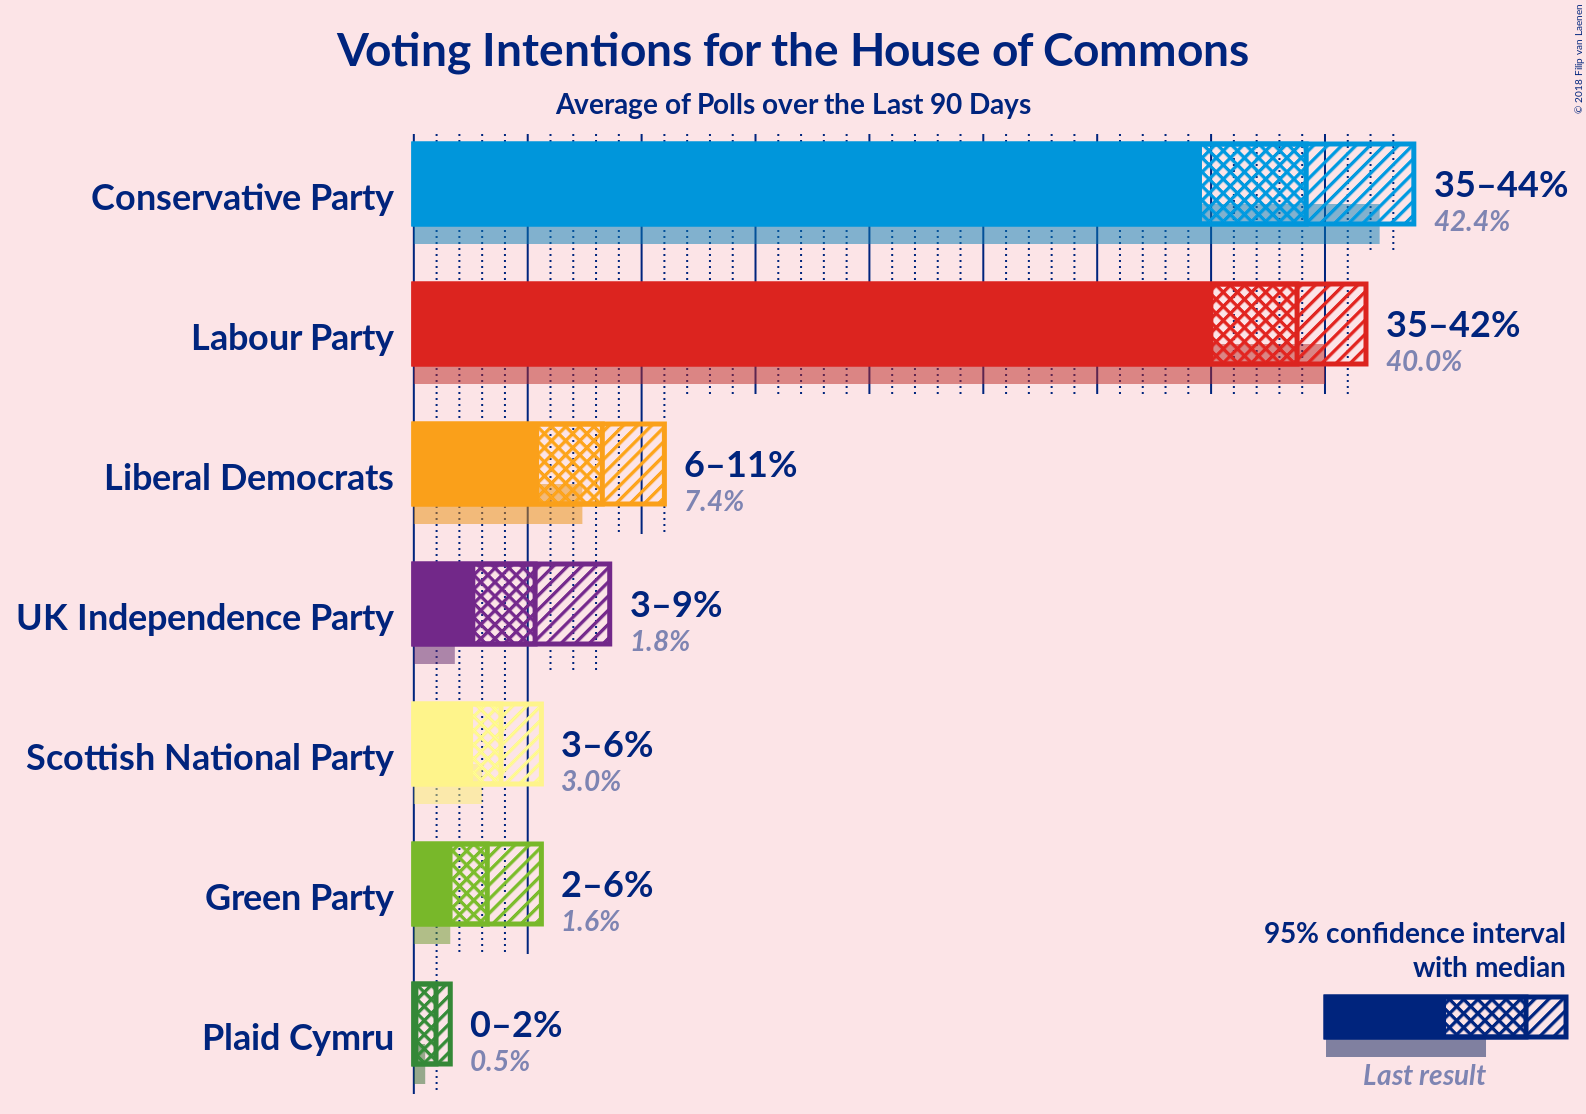 Voting Intentions for the House of Commons
Average of Polls over the Last 90 Days
© 2018 Filip van Laenen
Conservative Party
35–44%
42.4%
Labour Party
35–42%
40.0%
Liberal Democrats
6–11%
7.4%
UK Independence Party
3–9%
1.8%
Scottish National Party
3–6%
3.0%
Green Party
2–6%
1.6%
Plaid Cymru
0–2%
0.5%
95% confidence interval
with median
Last result